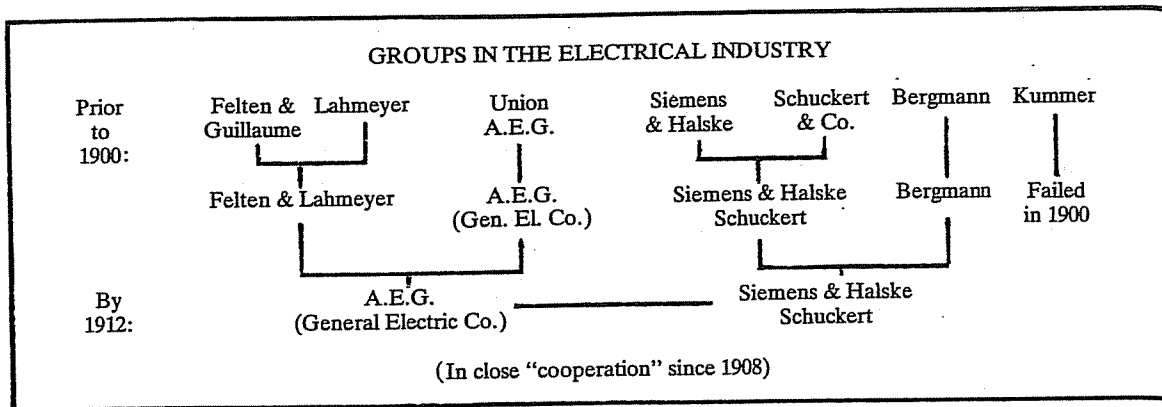 GROUPS IN THE ELECTRICAL INDUSTRY
Prior
to
1900:
Felten &
Guillaume
Lahmeyer
Union
A.E.G.
Siemens
& Halske
Schuckert
& Co.
Bergmann
Kummer
Felten & Lahmeyer
A.E.G.
(Gen. El. Co.)
Siemens & Halske
Schuckert
Bergmann
Failed
in 1900
By
1912:
A.E.G.
(General Electric Co.)
Siemens & Halske
Schuckert
(In close “cooperation” since 1908)